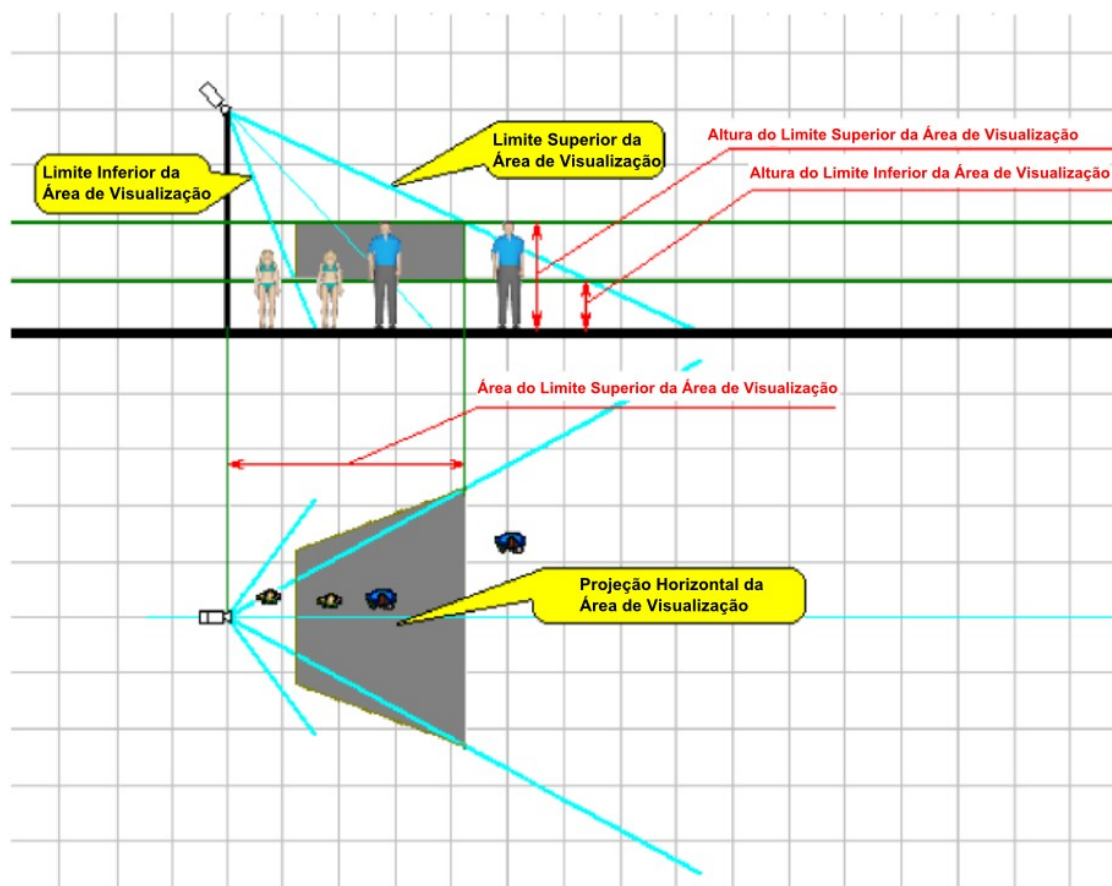 Limite Superior da
Área de Visualização
Altura do Limite Superior da Área de Visualização
Limite Inferior da
Área de Visualização
Altura do Limite Inferior da Área de Visualização
Área do Limite Superior da Área de Visualização
Projeção Horizontal da
Área de Visualização